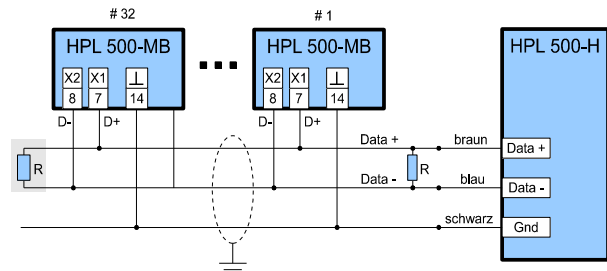 # 32
# 1
HPL 500-MB
HPL 500-MB
HPL 500-H
X2 X1 ⊥
8 7 14
X2 X1 ⊥
8 7 14
D- D+
D- D+
Data + braun Data +
R
R
Data - blau Data -
schwarz Gnd